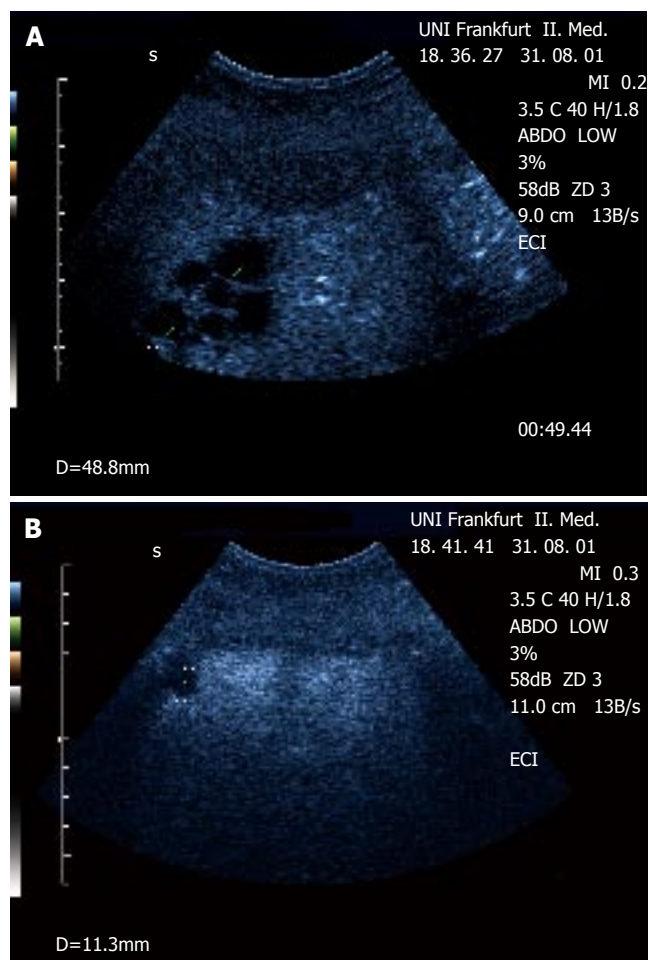 A
UNI Frankfurt II. Med.
s
18. 36. 27 31. 08. 01
MI 0.2
3.5 C 40 H/1.8
ABDO LOW
3%
58dB ZD 3
9.0 cm 13B/s
ECI
00:49.44
D=48.8mm
B
UNI Frankfurt II. Med.
s
18. 41. 41 31. 08. 01
MI 0.3
3.5 C 40 H/1.8
ABDO LOW
3%
58dB ZD 3
11.0 cm 13B/s
ECI
D=11.3mm